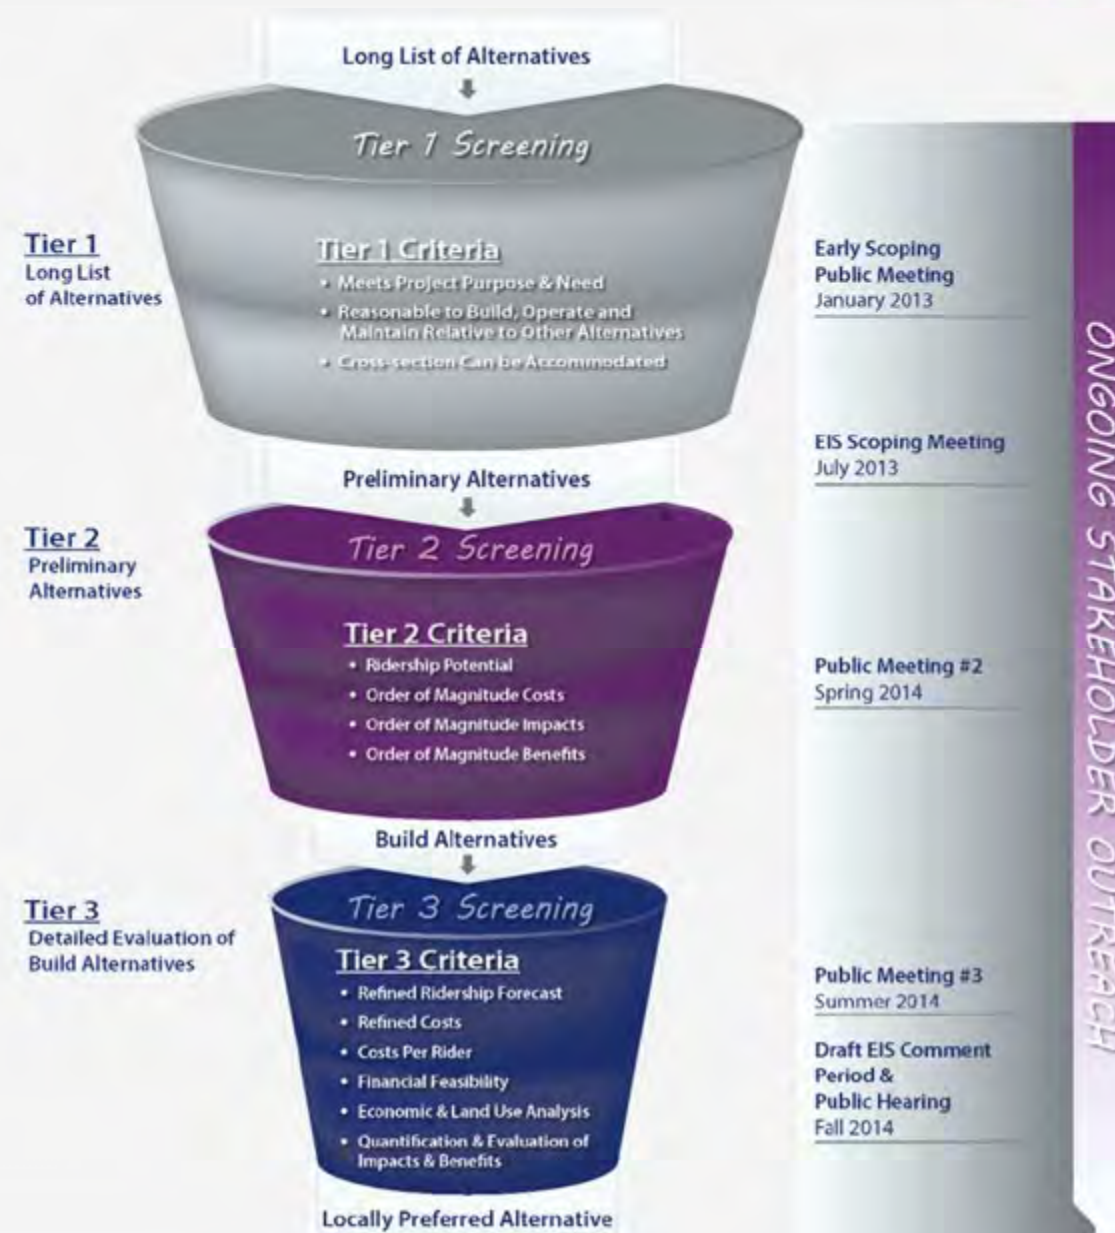 Long List of Alternatives
Tier 1 Screening
Tier 1
Long List
of Alternatives
Tier 1 Criteria
• Meets Project Purpose & Need
• Reasonable to Build, Operate and
Maintain Relative to Other Alternatives
• Cross-section Can be Accommodated
Preliminary Alternatives
Tier 2 Screening
Tier 2
Preliminary
Alternatives
Tier 2 Criteria
• Ridership Potential
• Order of Magnitude Costs
• Order of Magnitude Impacts
• Order of Magnitude Benefits
Build Alternatives
Tier 3 Screening
Tier 3
Detailed Evaluation of
Build Alternatives
Tier 3 Criteria
• Refined Ridership Forecast
• Refined Costs
• Costs Per Rider
• Financial Feasibility
• Economic & Land Use Analysis
• Quantification & Evaluation of
Impacts & Benefits
Locally Preferred Alternative
Early Scoping
Public Meeting
January 2013
EIS Scoping Meeting
July 2013
Public Meeting #2
Spring 2014
Public Meeting #3
Summer 2014
Draft EIS Comment
Period &
Public Hearing
Fall 2014
ONGOING STAKEHOLDER OUTREACH